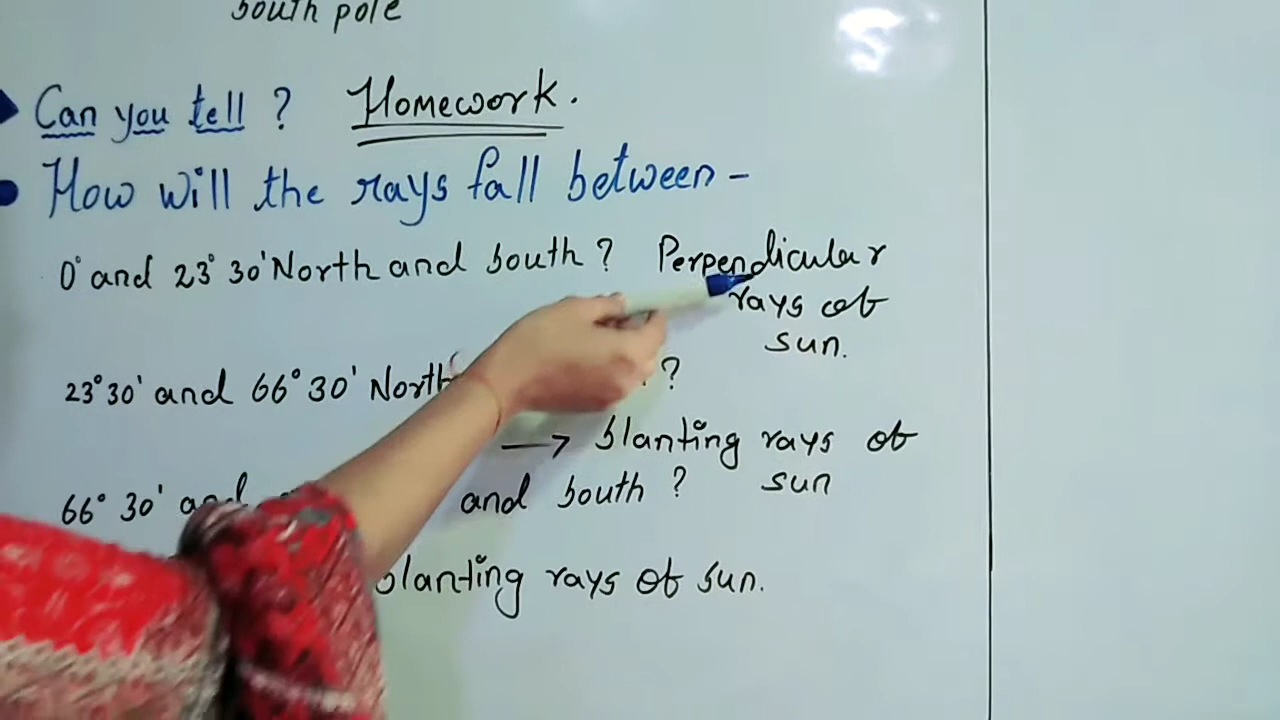 South pole
Can you tell ? Homework.
How will the rays fall between -
0° and 23° 30' North and South ? Perpendicular
rays of
sun.
23° 30' and 66° 30' North ?
→ Slanting rays of
sun
66° 30' and and South ?
Slanting rays of sun.